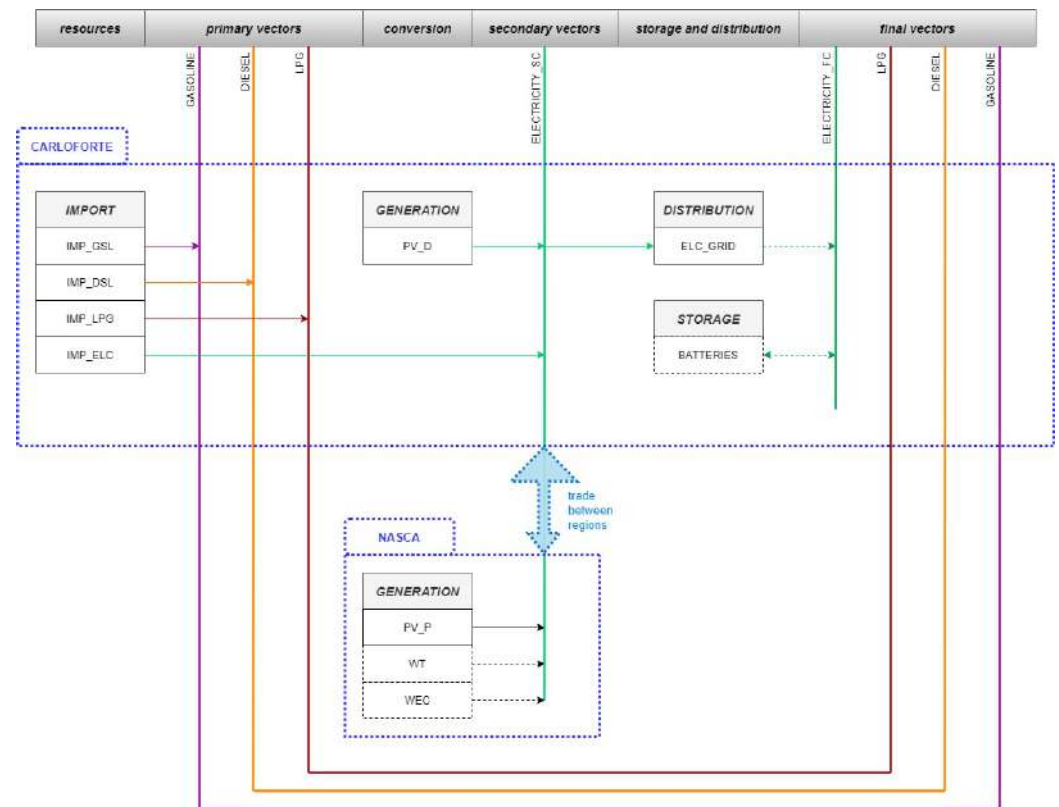 resources
primary vectors
conversion
secondary vectors
storage and distribution
final vectors
GASOLINE
DIESEL
LPG
ELECTRICITY_SC
ELECTRICITY_FC
LPG
DIESEL
GASOLINE
CARLOFORTE
IMPORT
IMP_GSL
IMP_DSL
IMP_LPG
IMP_ELC
GENERATION
PV_D
DISTRIBUTION
ELC_GRID
STORAGE
BATTERIES
trade
between
regions
NASCA
GENERATION
PV_P
WT
WEC